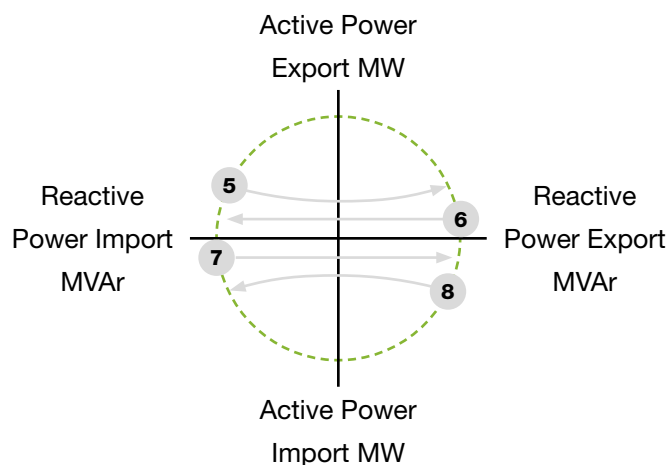 Active Power
Export MW
5
6
Reactive
Power Import
MVAr
Reactive
Power Export
MVAr
7
8
Active Power
Import MW